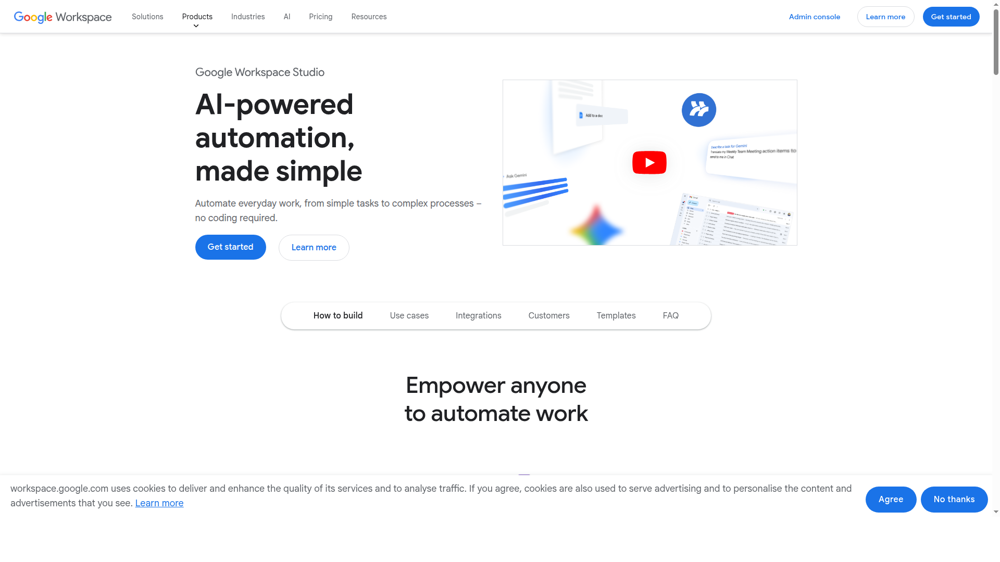 Google Workspace
Solutions
Products
Industries
AI
Pricing
Resources
Admin console
Learn more
Get started
Google Workspace Studio
AI-powered
automation,
made simple
Automate everyday work, from simple tasks to complex processes –
no coding required.
Get started
Learn more
Add to a doc
Describe a task for Gemini
Translate my Weekly Team Meeting action items to
send to me in Chat
Ask Gemini
How to build
Use cases
Integrations
Customers
Templates
FAQ
Empower anyone
to automate work
workspace.google.com uses cookies to deliver and enhance the quality of its services and to analyse traffic. If you agree, cookies are also used to serve advertising and to personalise the content and
advertisements that you see. Learn more
Agree
No thanks